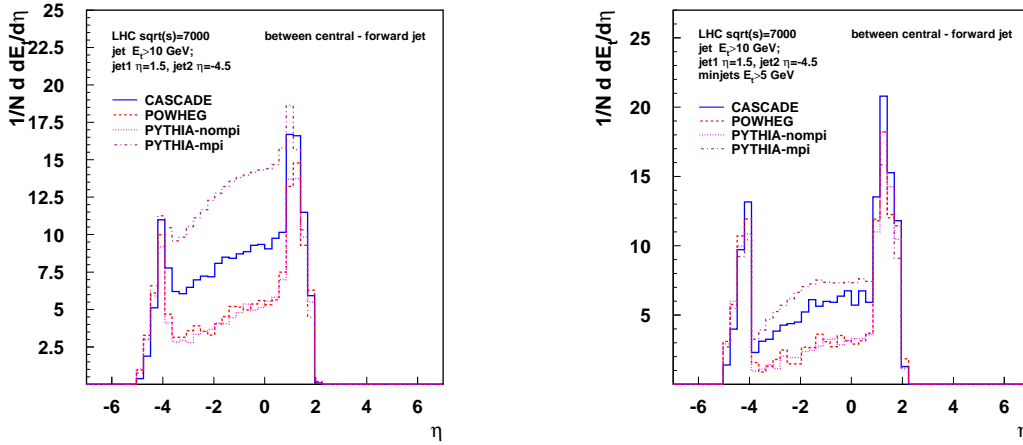 1/N d dE_t/dη
25
22.5
20
17.5
15
12.5
10
7.5
5
2.5
LHC sqrt(s)=7000 between central - forward jet
jet E_t>10 GeV;
jet1 η=1.5, jet2 η=-4.5
CASCADE
POWHEG
PYTHIA-nompi
PYTHIA-mpi
-6 -4 -2 0 2 4 6
η
1/N d dE_t/dη
25
20
15
10
5
LHC sqrt(s)=7000 between central - forward jet
jet E_t>10 GeV;
jet1 η=1.5, jet2 η=-4.5
minjets E_t>5 GeV
CASCADE
POWHEG
PYTHIA-nompi
PYTHIA-mpi
-6 -4 -2 0 2 4 6
η